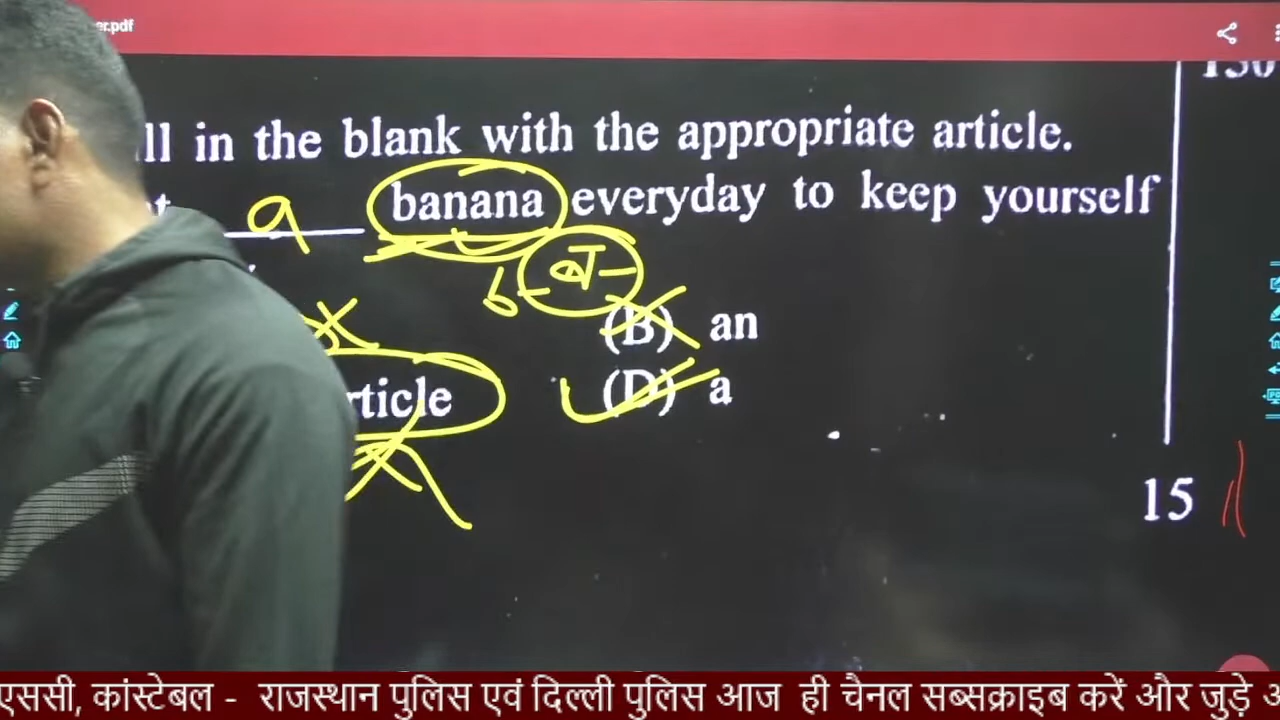 er.pdf
130
ll in the blank with the appropriate article.
t a banana everyday to keep yourself
b - ब -
(B) an
rticle (D) a
15
एससी, कांस्टेबल - राजस्थान पुलिस एवं दिल्ली पुलिस आज ही चैनल सब्सक्राइब करें और जुड़े अ